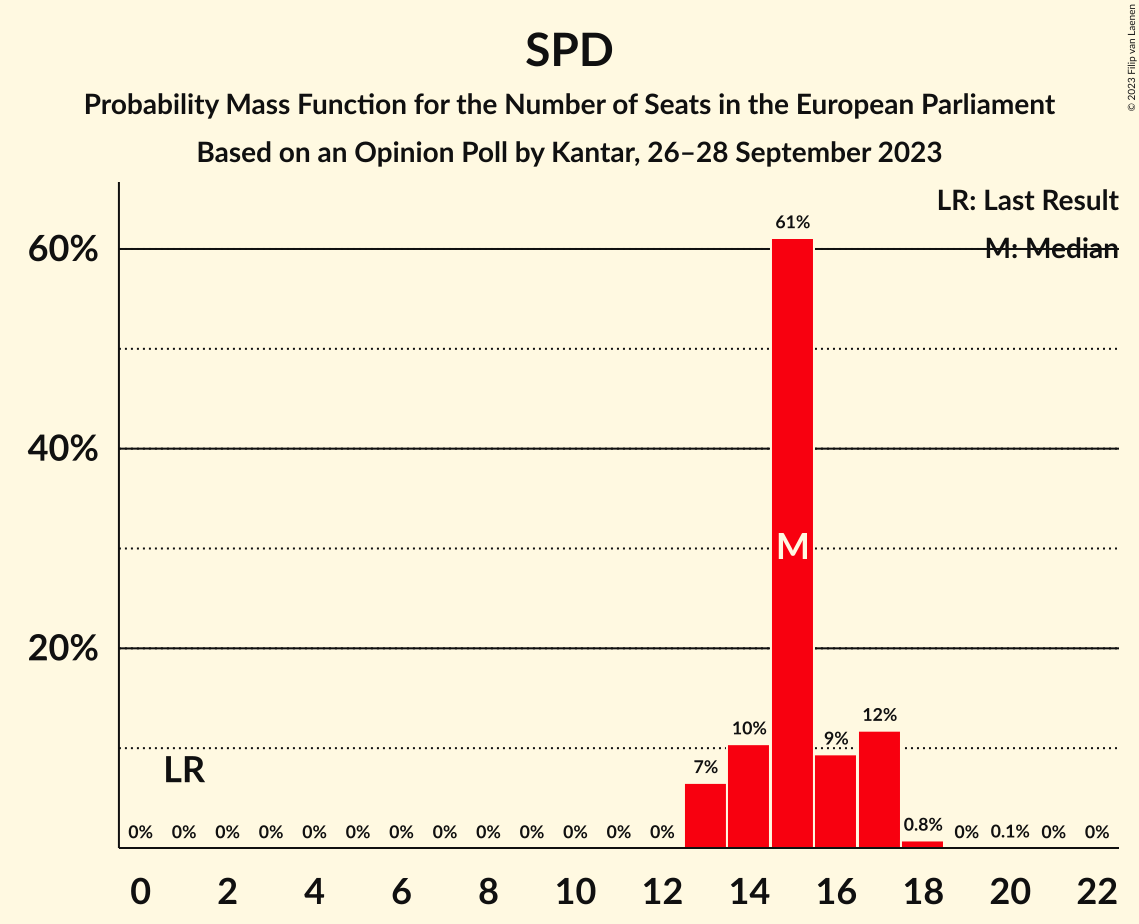 SPD
Probability Mass Function for the Number of Seats in the European Parliament
Based on an Opinion Poll by Kantar, 26–28 September 2023
© 2023 Filip van Laenen
LR: Last Result
M: Median
61%
60%
40%
M
20%
12%
10%
9%
7%
LR
0% 0% 0% 0% 0% 0% 0% 0% 0% 0% 0% 0% 0% 0.8% 0% 0.1% 0% 0%
0 2 4 6 8 10 12 14 16 18 20 22